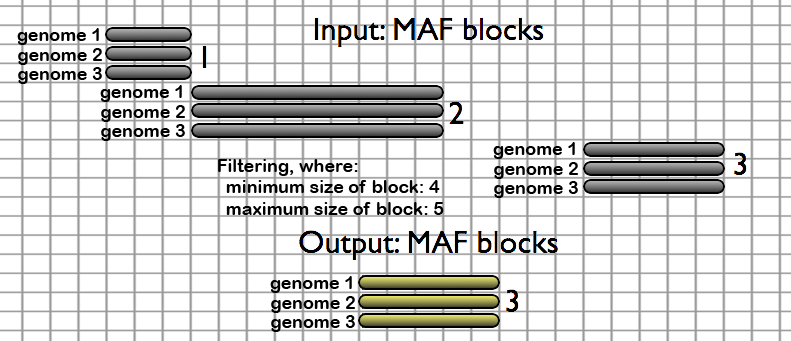 Input: MAF blocks
genome 1
genome 2
genome 3
1
genome 1
genome 2
genome 3
2
genome 1
genome 2
genome 3
3
Filtering, where:
minimum size of block: 4
maximum size of block: 5
Output: MAF blocks
genome 1
genome 2
genome 3
3